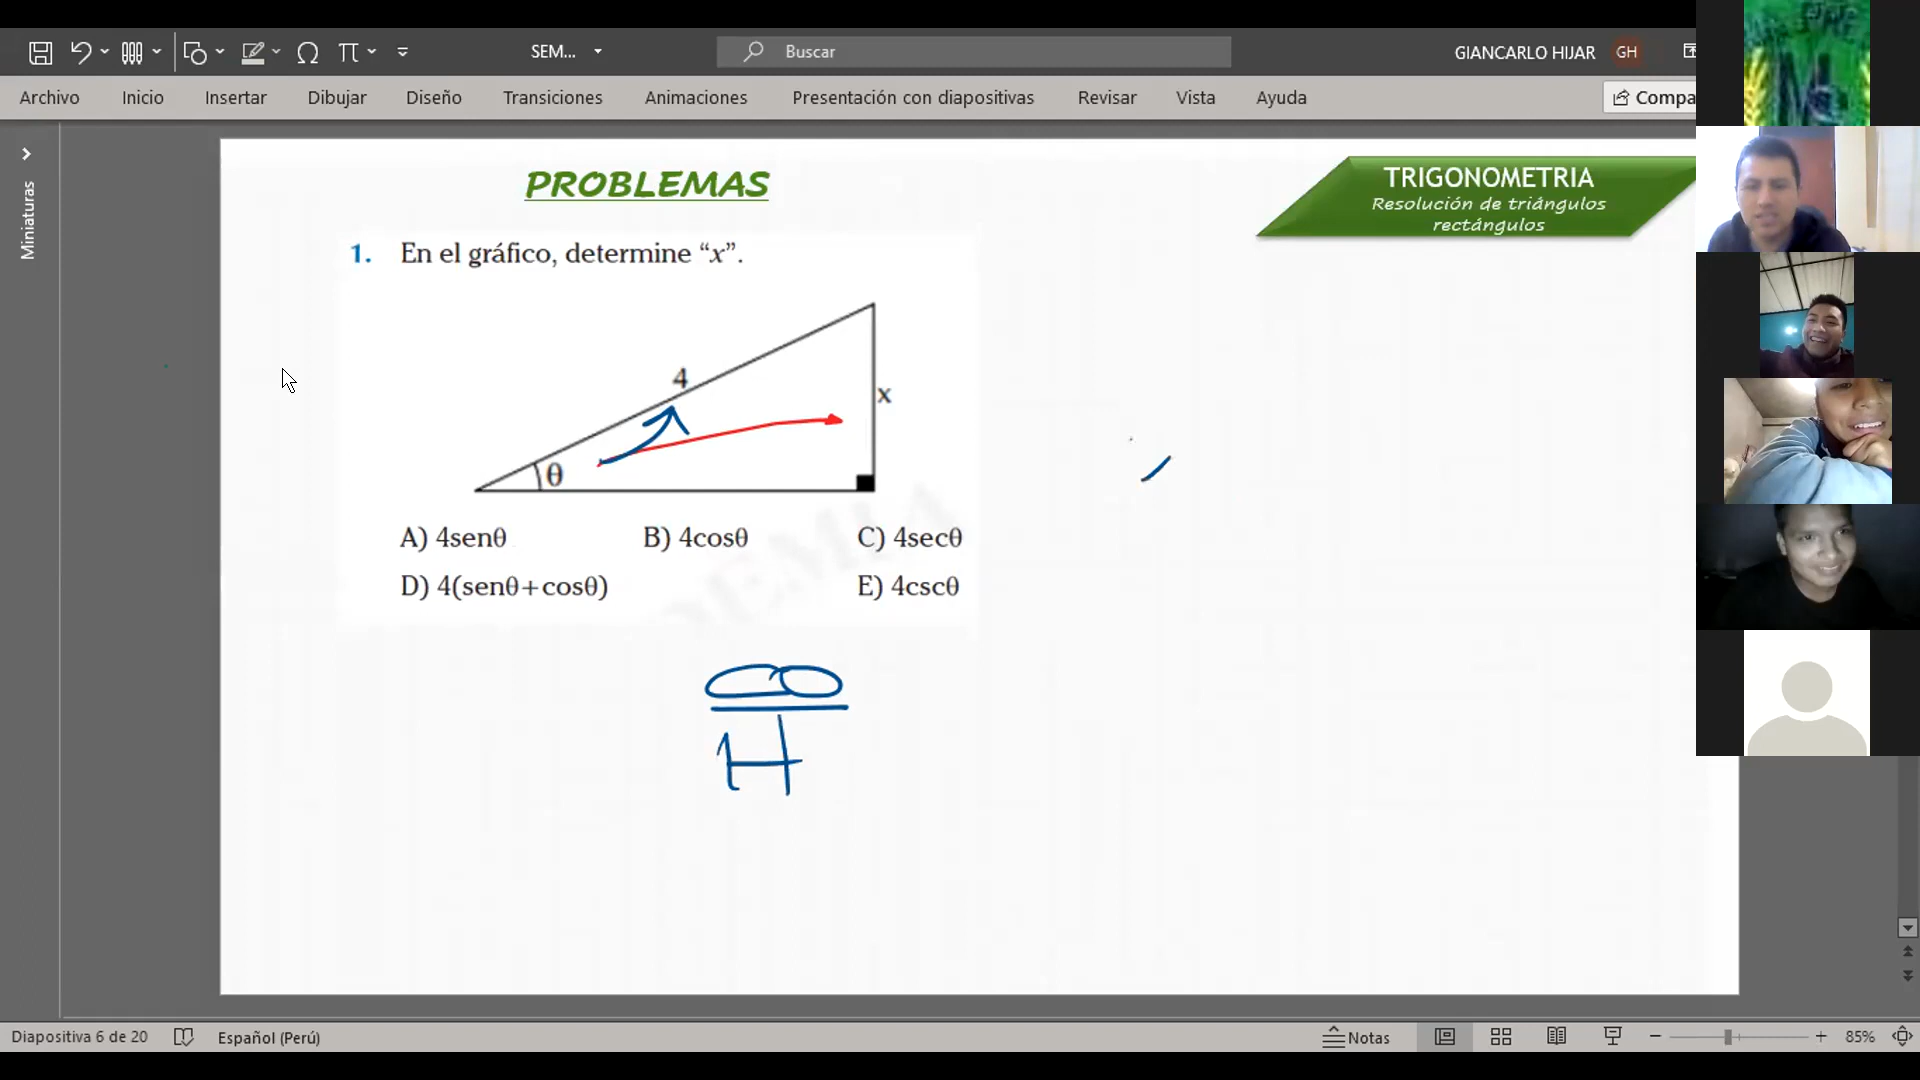 SEM...
Buscar
GIANCARLO HIJAR
GH
Archivo
Inicio
Insertar
Dibujar
Diseño
Transiciones
Animaciones
Presentación con diapositivas
Revisar
Vista
Ayuda
Compa
Miniaturas
PROBLEMAS
TRIGONOMETRIA
Resolución de triángulos
rectángulos
1. En el gráfico, determine “x”.
4
x
θ
A) 4senθ B) 4cosθ C) 4secθ
D) 4(senθ+cosθ) E) 4cscθ
CO
H
Diapositiva 6 de 20
Español (Perú)
Notas
85%